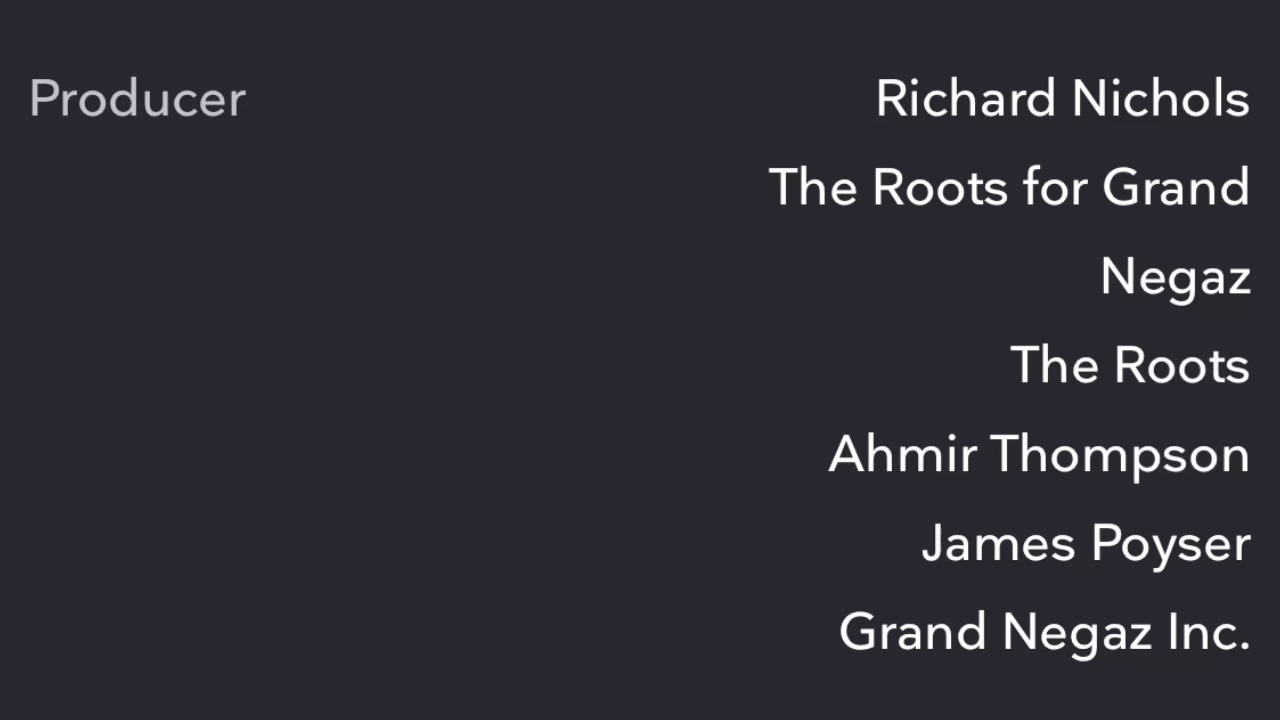 Producer Richard Nichols
The Roots for Grand
Negaz
The Roots
Ahmir Thompson
James Poyser
Grand Negaz Inc.